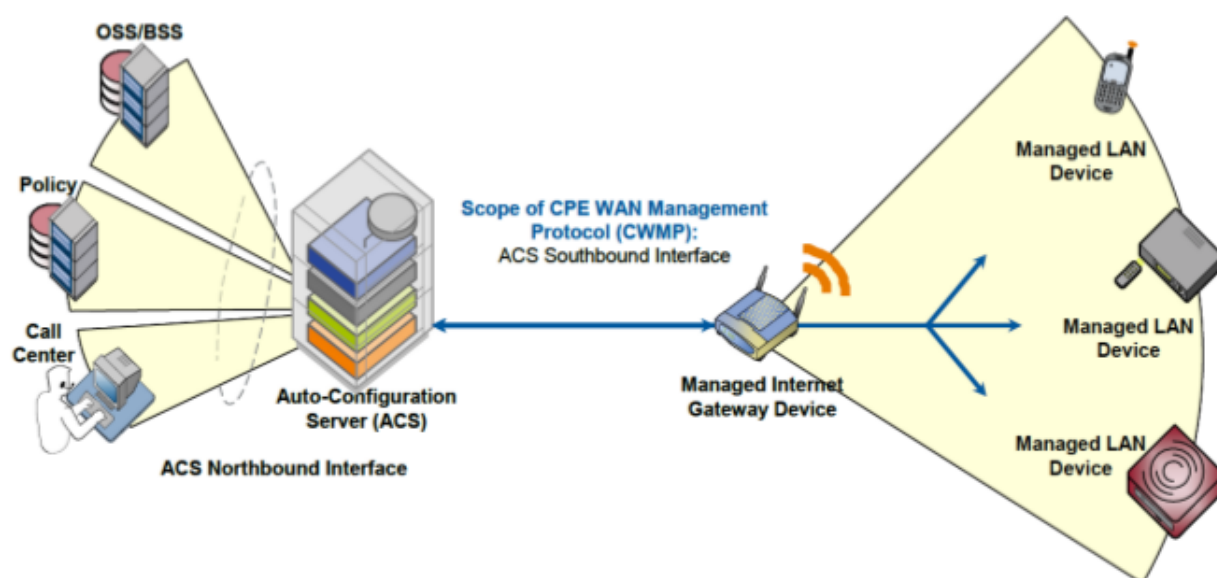 OSS/BSS
Policy
Call
Center
Auto-Configuration
Server (ACS)
ACS Northbound Interface
Scope of CPE WAN Management
Protocol (CWMP):
ACS Southbound Interface
Managed Internet
Gateway Device
Managed LAN
Device
Managed LAN
Device
Managed LAN
Device